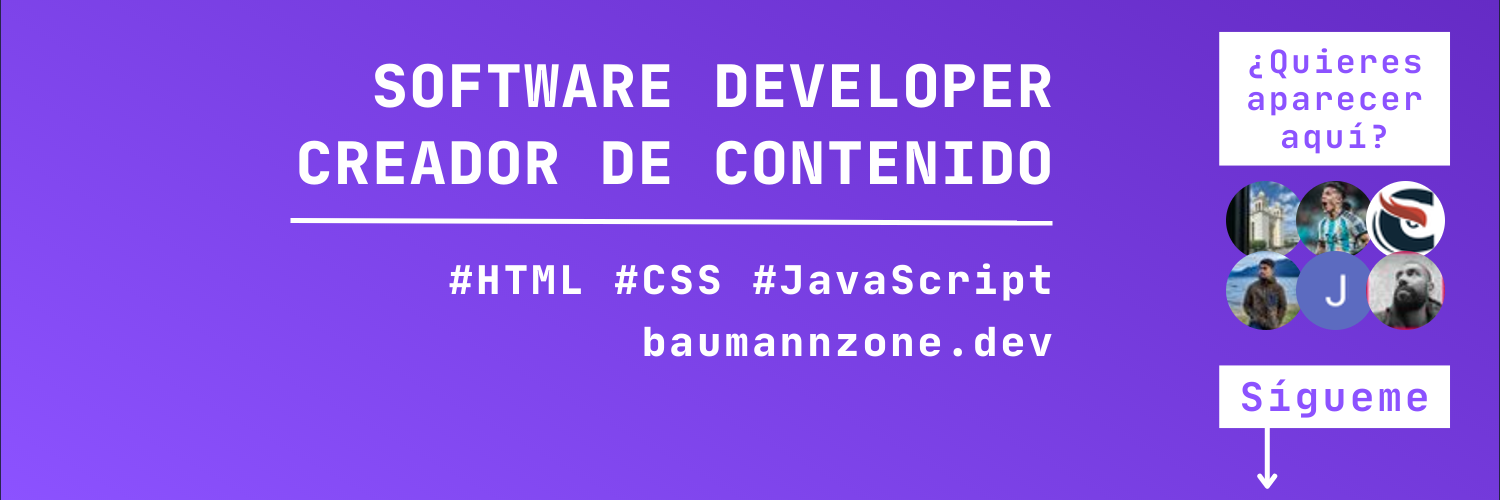 SOFTWARE DEVELOPER
CREADOR DE CONTENIDO
#HTML #CSS #JavaScript
baumannzone.dev
¿Quieres
aparecer
aquí?
J
Sígueme